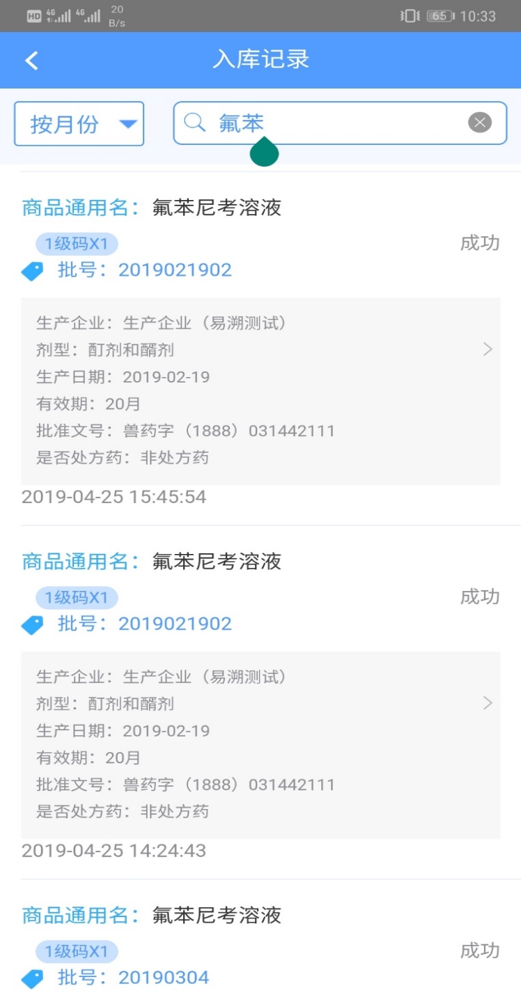 HD 4G 4G 20 B/s 65 10:33
入库记录
按月份 氟苯
商品通用名：氟苯尼考溶液
1级码X1 成功
批号：2019021902
生产企业：生产企业（易溯测试）
剂型：酊剂和醑剂
生产日期：2019-02-19
有效期：20月
批准文号：兽药字（1888）031442111
是否处方药：非处方药
2019-04-25 15:45:54
商品通用名：氟苯尼考溶液
1级码X1 成功
批号：2019021902
生产企业：生产企业（易溯测试）
剂型：酊剂和醑剂
生产日期：2019-02-19
有效期：20月
批准文号：兽药字（1888）031442111
是否处方药：非处方药
2019-04-25 14:24:43
商品通用名：氟苯尼考溶液
1级码X1 成功
批号：20190304